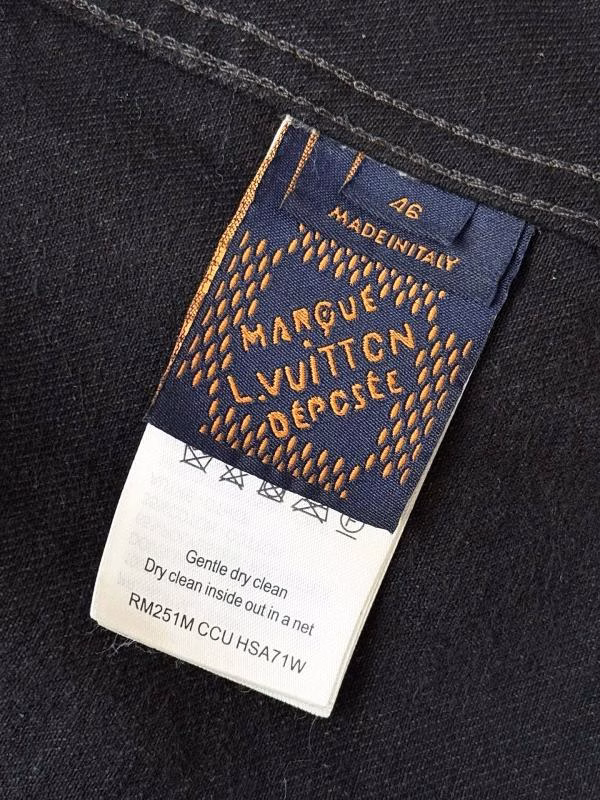 46
MADE IN ITALY
MARQUE
L.VUITTON
DÉPOSÉE
Gentle dry clean
Dry clean inside out in a net
RM251M CCU HSA71W